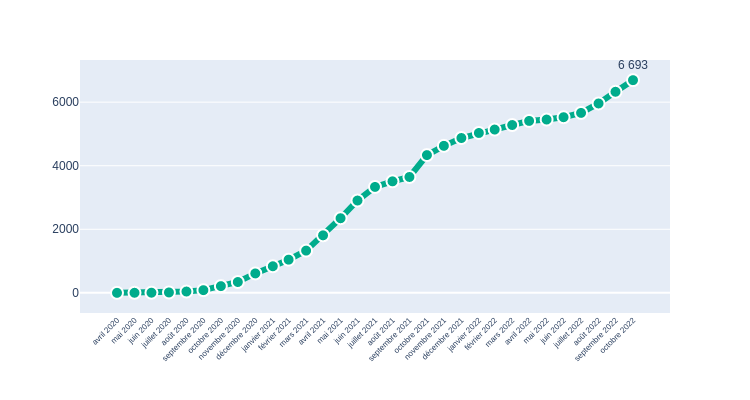 6 693
6000
4000
2000
0
avril 2020
mai 2020
juin 2020
juillet 2020
août 2020
septembre 2020
octobre 2020
novembre 2020
décembre 2020
janvier 2021
février 2021
mars 2021
avril 2021
mai 2021
juin 2021
juillet 2021
août 2021
septembre 2021
octobre 2021
novembre 2021
décembre 2021
janvier 2022
février 2022
mars 2022
avril 2022
mai 2022
juin 2022
juillet 2022
août 2022
septembre 2022
octobre 2022